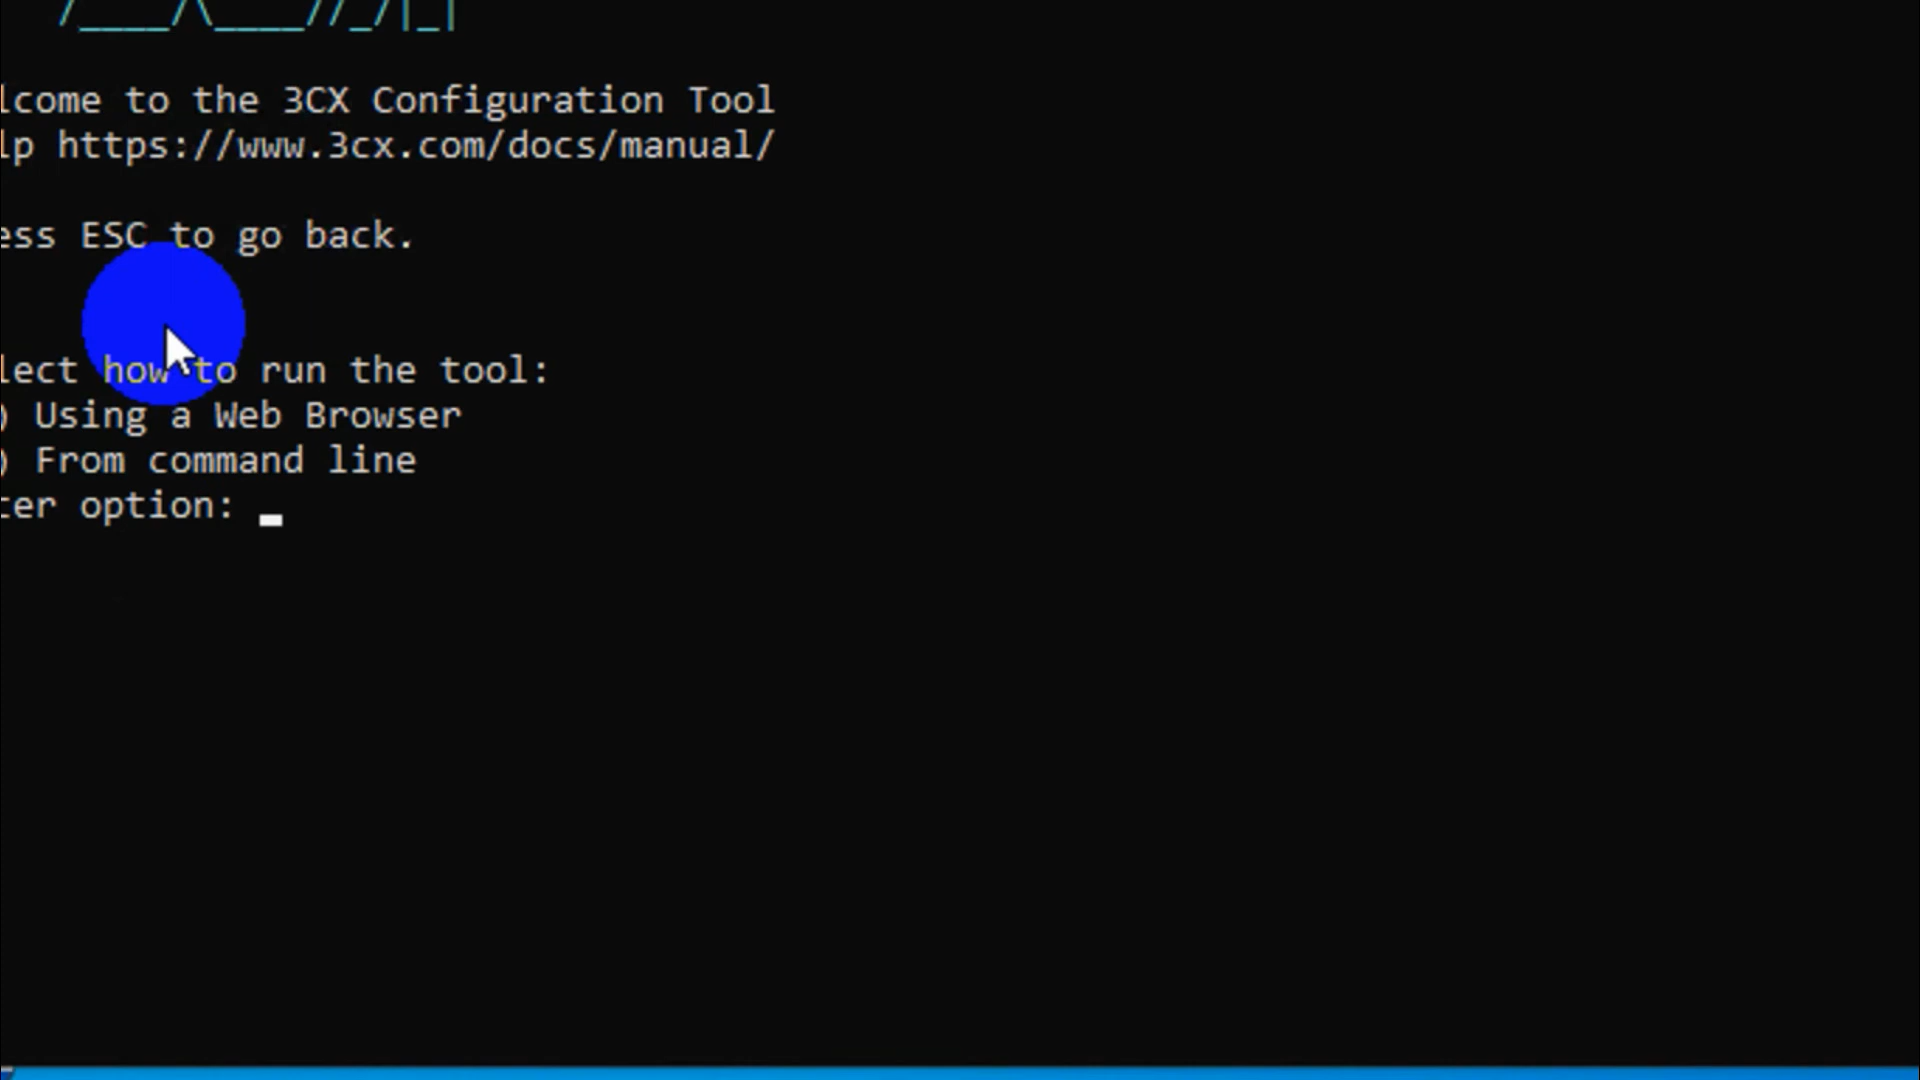 lcome to the 3CX Configuration Tool
lp https://www.3cx.com/docs/manual/
ess ESC to go back.
lect how to run the tool:
) Using a Web Browser
) From command line
ter option: